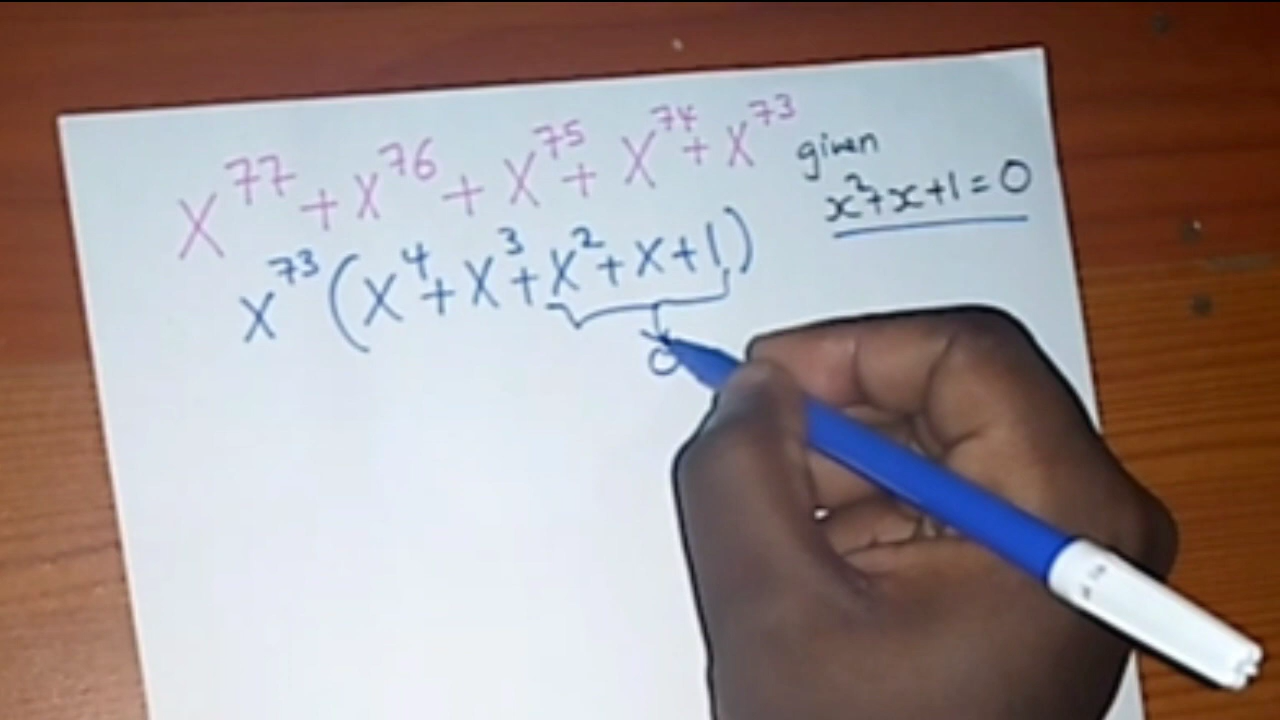 X^77 + X^76 + X^75 + X^74 + X^73
given
x^2 + x + 1 = 0
X^73 (X^4 + X^3 + X^2 + X + 1)
0